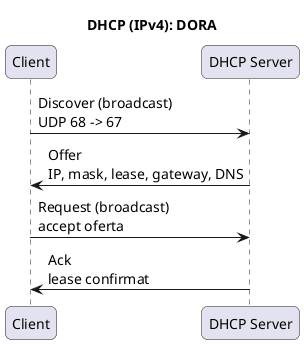 DHCP (IPv4): DORA
Client
DHCP Server
Discover (broadcast)
UDP 68 -> 67
Offer
IP, mask, lease, gateway, DNS
Request (broadcast)
accept oferta
Ack
lease confirmat
Client
DHCP Server